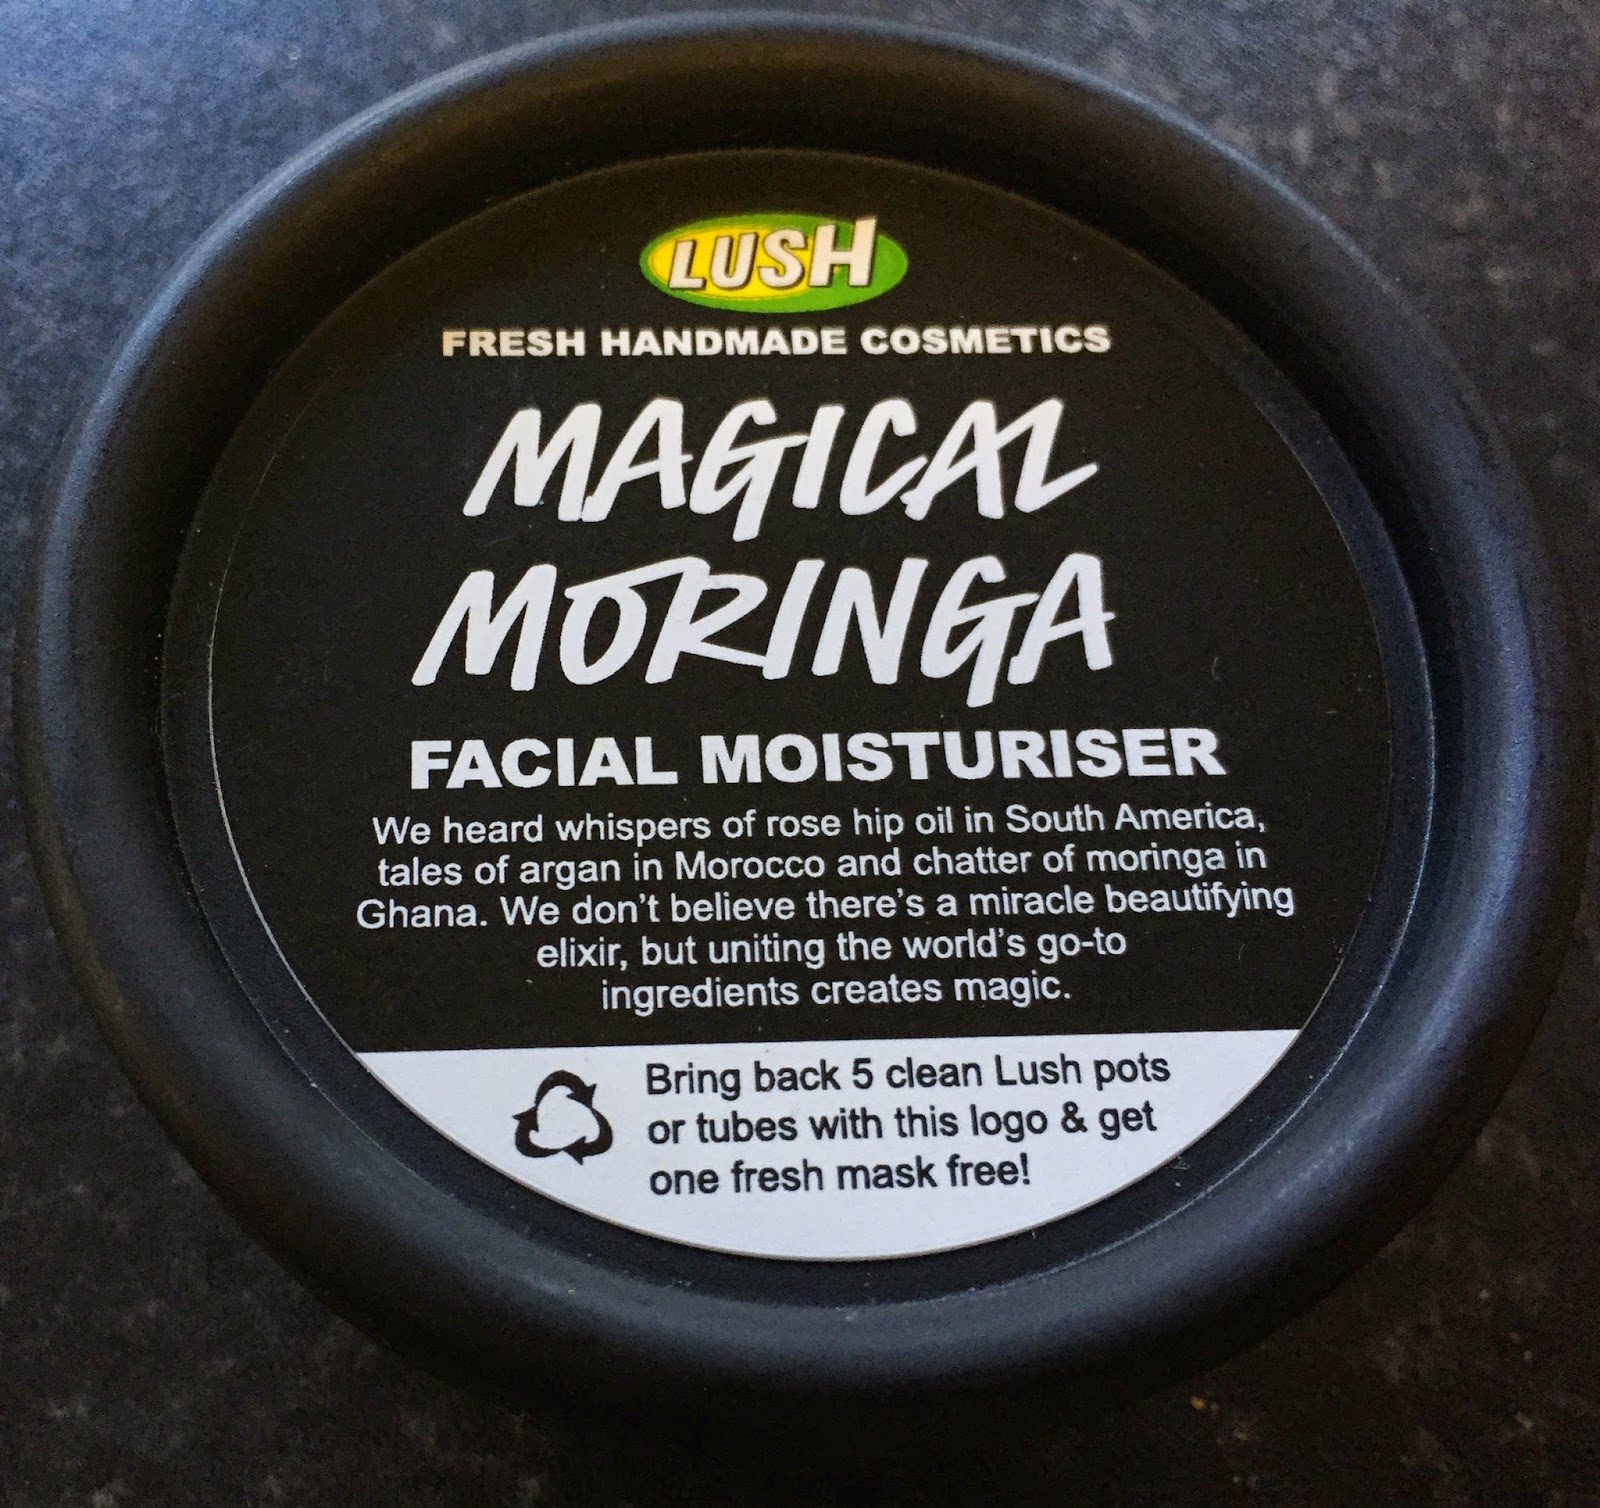 LUSH
FRESH HANDMADE COSMETICS
MAGICAL
MORINGA
FACIAL MOISTURISER
We heard whispers of rose hip oil in South America,
tales of argan in Morocco and chatter of moringa in
Ghana. We don't believe there's a miracle beautifying
elixir, but uniting the world's go-to
ingredients creates magic.
Bring back 5 clean Lush pots
or tubes with this logo & get
one fresh mask free!